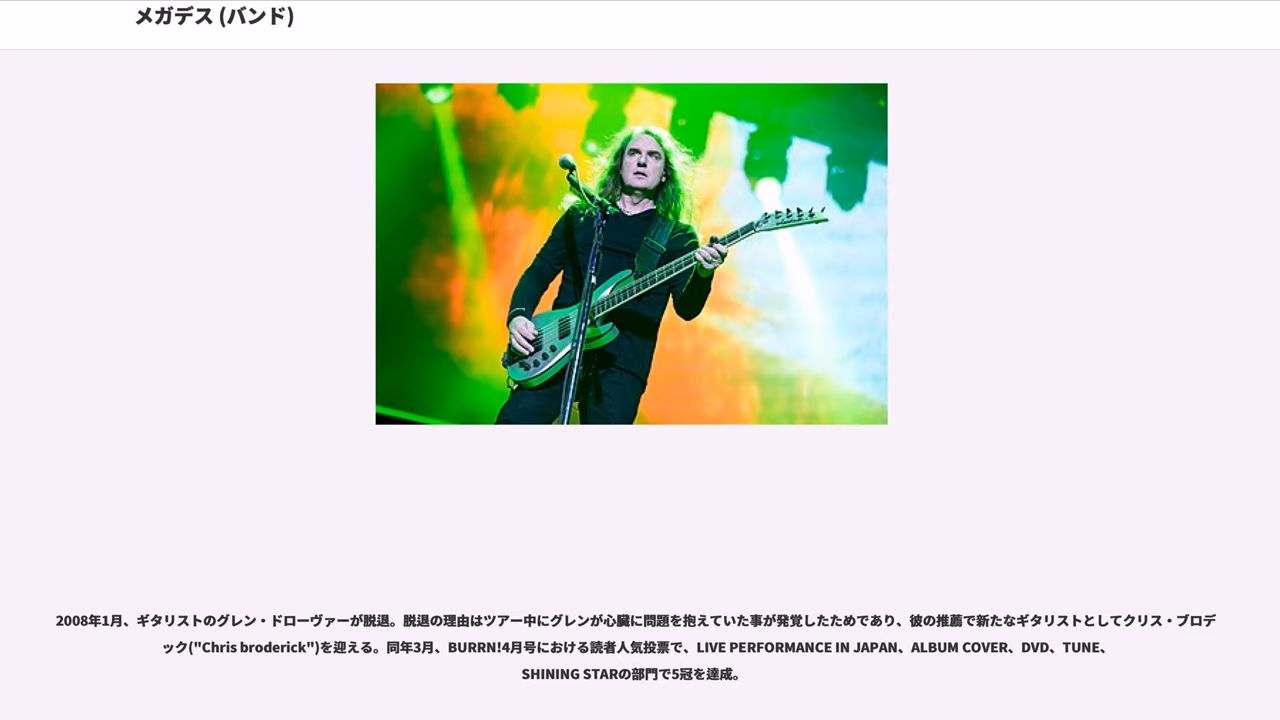 メガデス (バンド)
2008年1月、ギタリストのグレン・ドローヴァーが脱退。脱退の理由はツアー中にグレンが心臓に問題を抱えていた事が発覚したためであり、彼の推薦で新たなギタリストとしてクリス・ブロデ
ィック("Chris broderick")を迎える。同年3月、BURRN!4月号における読者人気投票で、LIVE PERFORMANCE IN JAPAN、ALBUM COVER、DVD、TUNE、
SHINING STARの部門で5冠を達成。